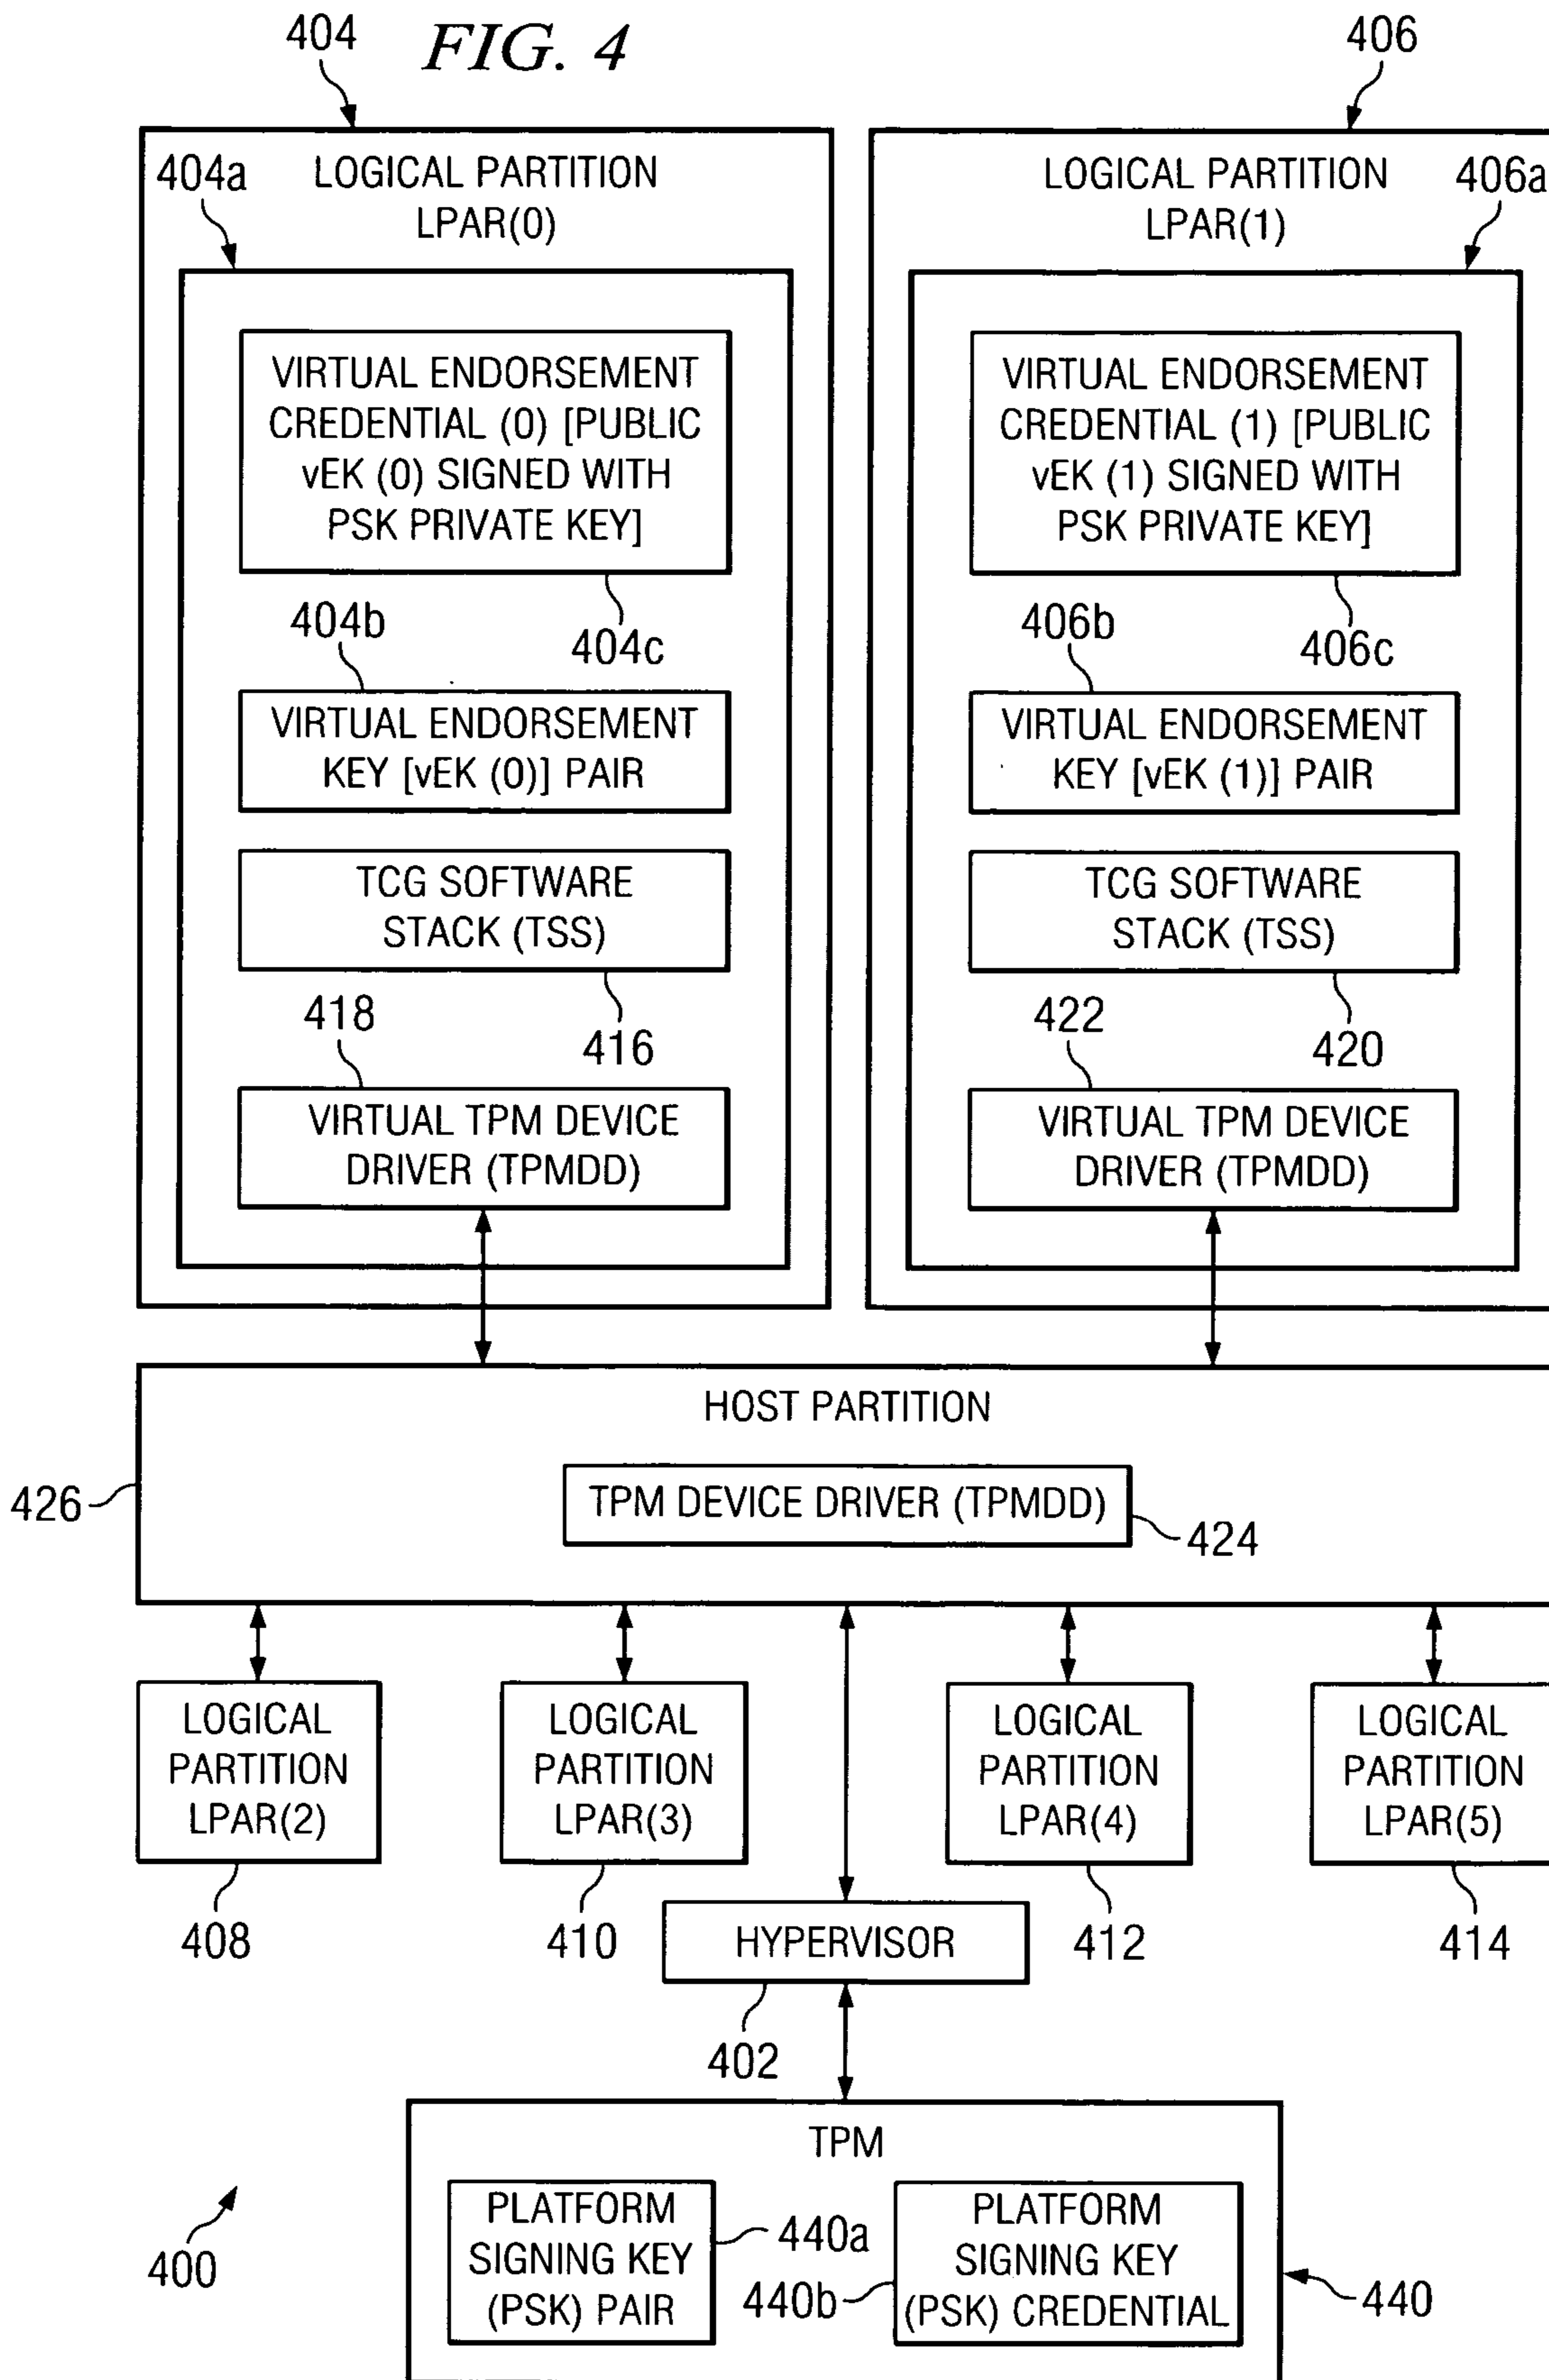 404
FIG. 4
406
404a
LOGICAL PARTITION
LPAR(0)
LOGICAL PARTITION
LPAR(1)
406a
VIRTUAL ENDORSEMENT
CREDENTIAL (0) [PUBLIC
vEK (0) SIGNED WITH
PSK PRIVATE KEY]
VIRTUAL ENDORSEMENT
CREDENTIAL (1) [PUBLIC
vEK (1) SIGNED WITH
PSK PRIVATE KEY]
404b
404c
406b
406c
VIRTUAL ENDORSEMENT
KEY [vEK (0)] PAIR
VIRTUAL ENDORSEMENT
KEY [vEK (1)] PAIR
TCG SOFTWARE
STACK (TSS)
TCG SOFTWARE
STACK (TSS)
418
416
422
420
VIRTUAL TPM DEVICE
DRIVER (TPMDD)
VIRTUAL TPM DEVICE
DRIVER (TPMDD)
HOST PARTITION
426
TPM DEVICE DRIVER (TPMDD)
424
LOGICAL
PARTITION
LPAR(2)
LOGICAL
PARTITION
LPAR(3)
LOGICAL
PARTITION
LPAR(4)
LOGICAL
PARTITION
LPAR(5)
408
410
HYPERVISOR
412
414
402
TPM
PLATFORM
SIGNING KEY
(PSK) PAIR
440a
440b
PLATFORM
SIGNING KEY
(PSK) CREDENTIAL
400
440